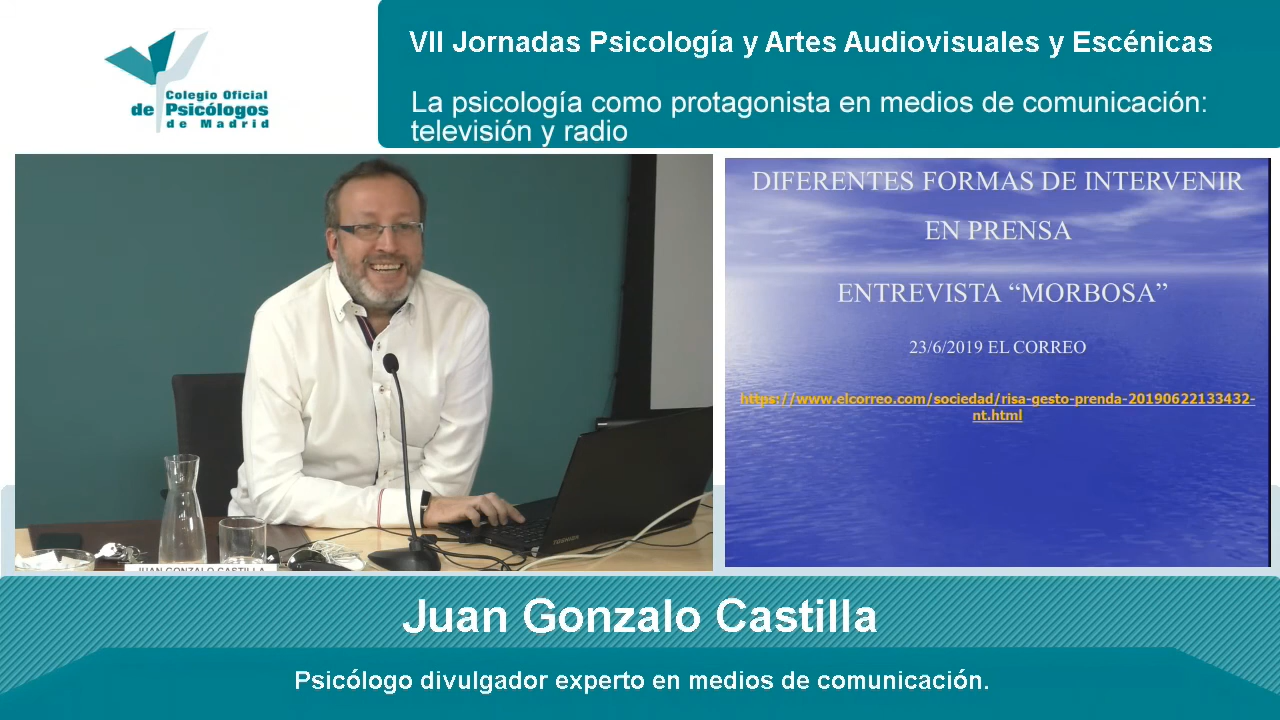 Colegio Oficial
de Psicólogos
de Madrid
VII Jornadas Psicología y Artes Audiovisuales y Escénicas
La psicología como protagonista en medios de comunicación:
televisión y radio
DIFERENTES FORMAS DE INTERVENIR
EN PRENSA
ENTREVISTA “MORBOSA”
23/6/2019 EL CORREO
https://www.elcorreo.com/sociedad/risa-gesto-prenda-20190622133432-
nt.html
TOSHIBA
JUAN GONZALO CASTILLA
Juan Gonzalo Castilla
Psicólogo divulgador experto en medios de comunicación.